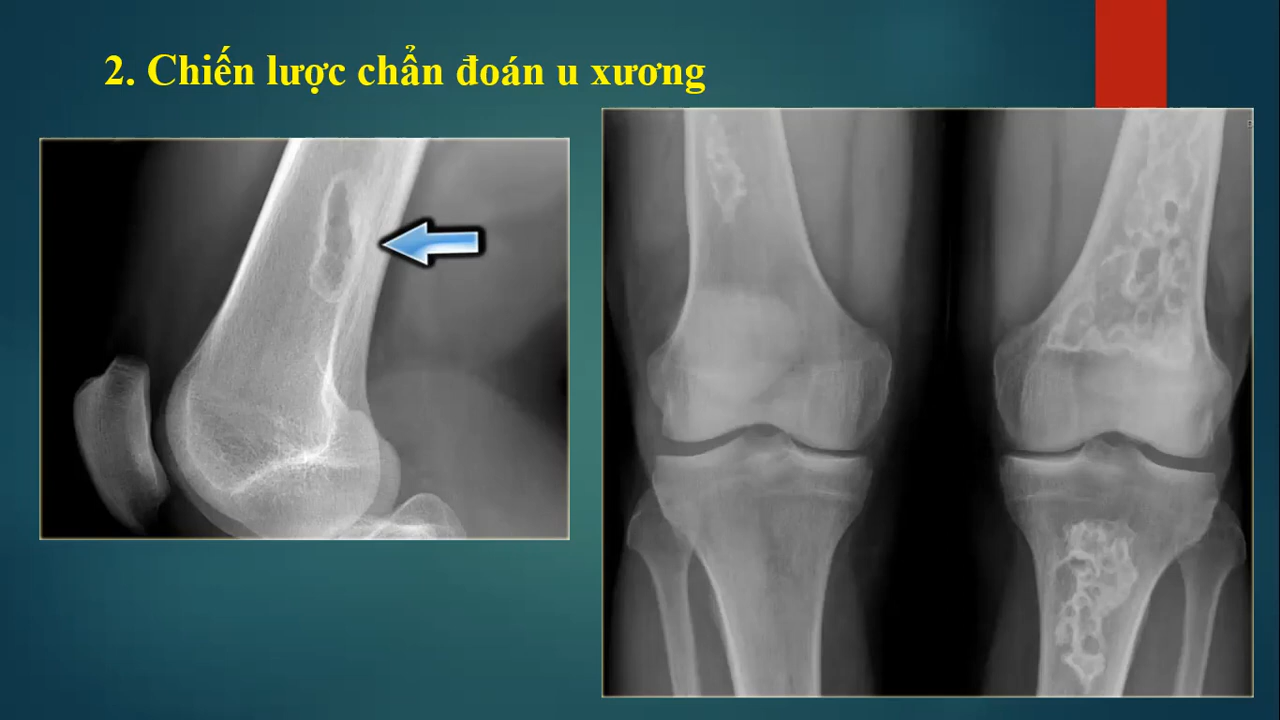 2. Chiến lược chẩn đoán u xương